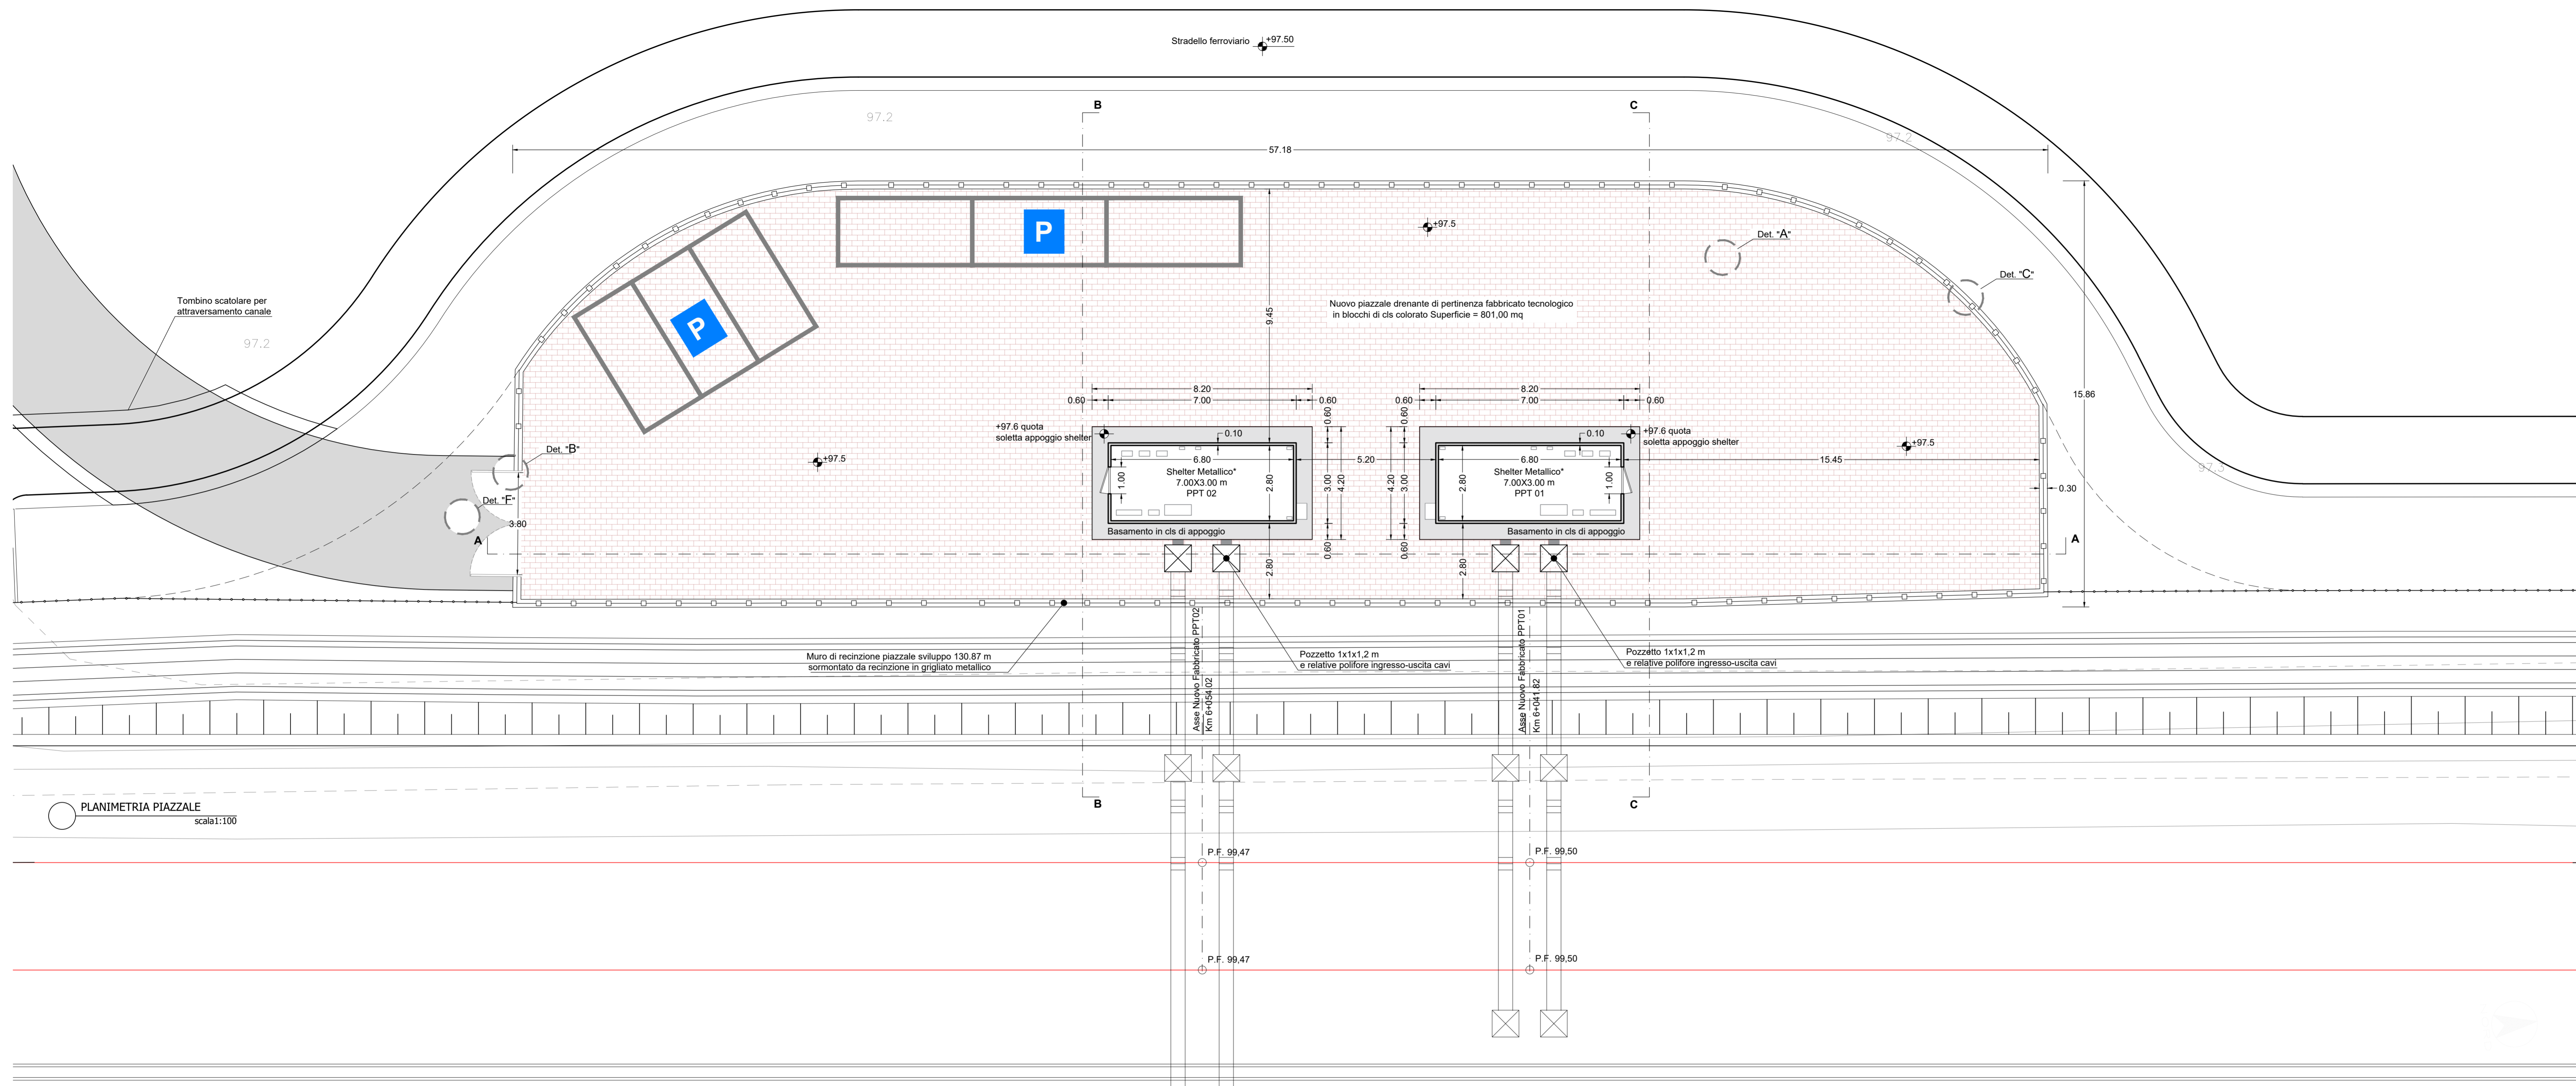 Stradello ferroviario
+97.50
B
C
97.2
97.2
57.18
P
+97.5
Det. "A"
Det. "C"
Tombino scatolare per
attraversamento canale
Nuovo piazzale drenante di pertinenza fabbricato tecnologico
in blocchi di cls colorato Superficie = 801,00 mq
9.45
P
97.2
15.86
8.20
8.20
0.60
7.00
0.60
0.60
7.00
0.60
0.60
0.60
+97.6 quota
soletta appoggio shelter
0.10
0.10
+97.6 quota
soletta appoggio shelter
Det. "B"
+97.5
+97.5
6.80
5.20
6.80
15.45
97.3
Shelter Metallico*
7.00X3.00 m
PPT 02
1.00
2.80
3.00
4.20
4.20
3.00
2.80
Shelter Metallico*
7.00X3.00 m
PPT 01
1.00
0.30
Det. "F"
3.80
Basamento in cls di appoggio
Basamento in cls di appoggio
A
A
0.60
0.60
2.80
2.80
Muro di recinzione piazzale sviluppo 130.87 m
sormontato da recinzione in grigliato metallico
Asse Nuovo Fabbricato PPT02
Km 6+054.02
Pozzetto 1x1x1,2 m
e relative polifore ingresso-uscita cavi
Asse Nuovo Fabbricato PPT01
Km 6+041.82
Pozzetto 1x1x1,2 m
e relative polifore ingresso-uscita cavi
B
C
PLANIMETRIA PIAZZALE
scala1:100
P.F. 99,47
P.F. 99,50
P.F. 99,47
P.F. 99,50